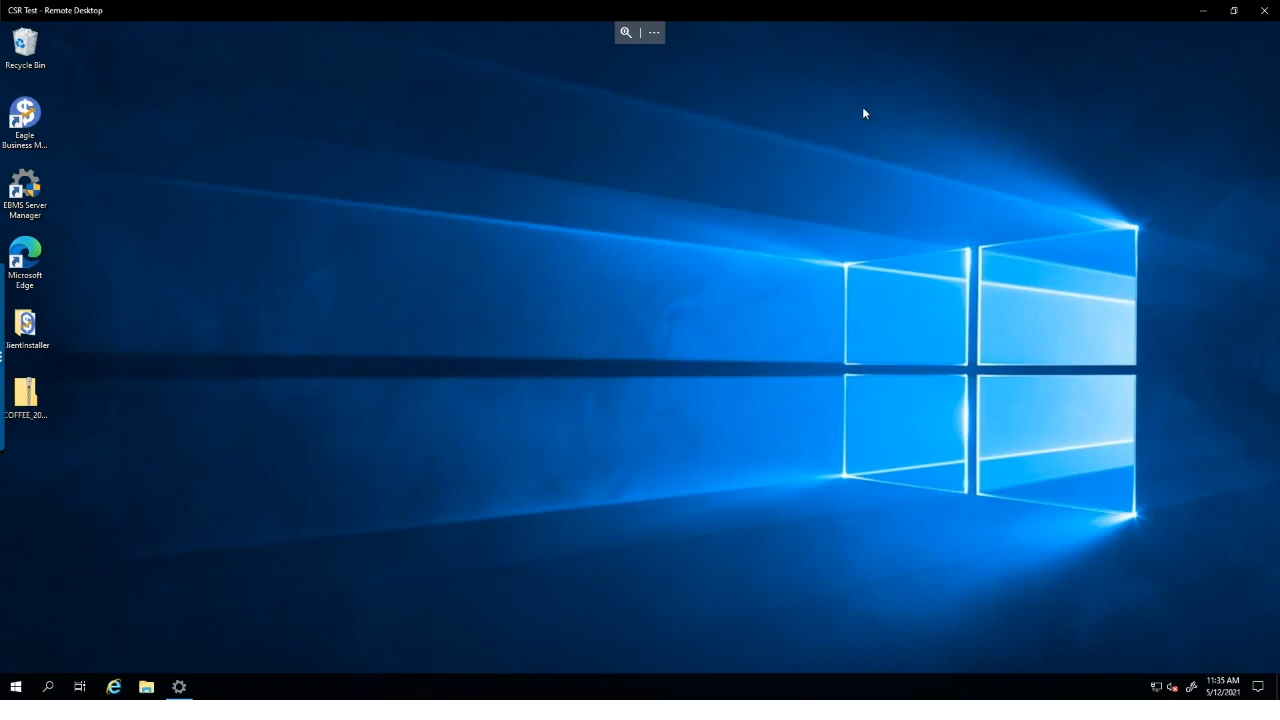 CSR Test - Remote Desktop
Recycle Bin
Eagle
Business M...
EBMS Server
Manager
Microsoft
Edge
ClientInstaller
COFFEE_20...
11:35 AM
5/12/2021